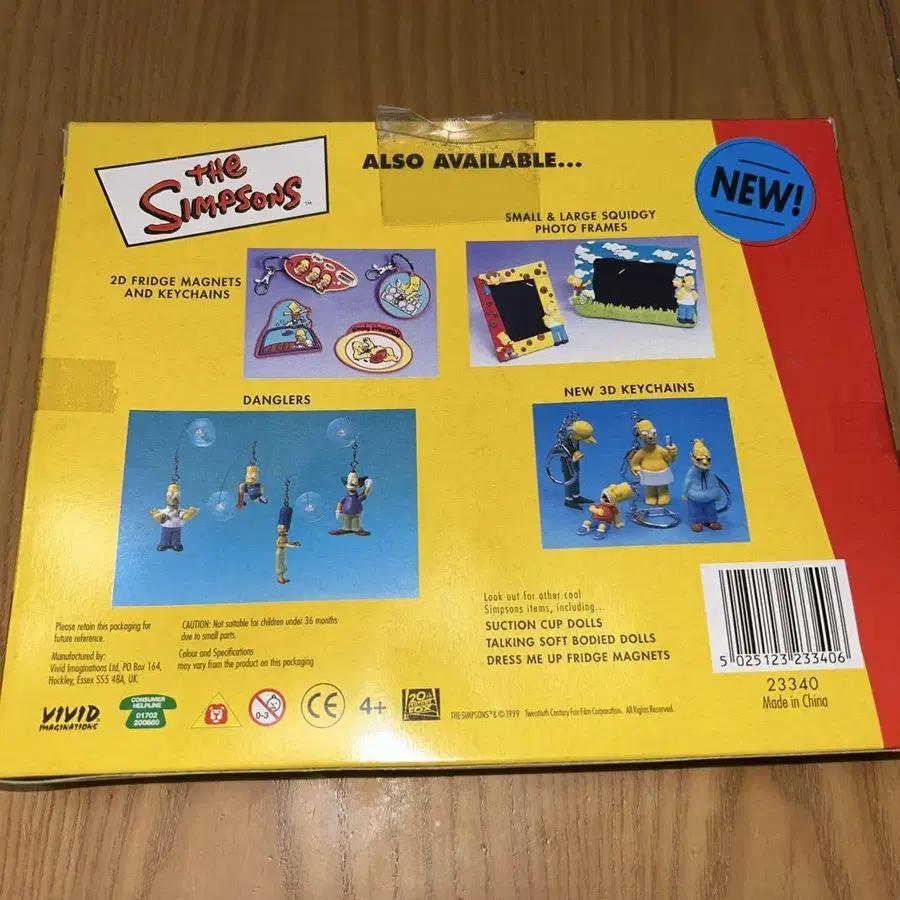 THE
SIMPSONS™
ALSO AVAILABLE...
NEW!
2D FRIDGE MAGNETS
AND KEYCHAINS
SMALL & LARGE SQUIDGY
PHOTO FRAMES
DANGLERS
NEW 3D KEYCHAINS
Please retain this packaging for
future reference.
Manufactured by:
Vivid Imaginations Ltd, PO Box 164,
Hockley, Essex SS5 4BA, UK.
CAUTION: Not suitable for children under 36 months
due to small parts.
Colour and Specifications
may vary from the product on this packaging
Look out for other cool
Simpsons items, including...
SUCTION CUP DOLLS
TALKING SOFT BODIED DOLLS
DRESS ME UP FRIDGE MAGNETS
5 025123 233406
23340
Made in China
VIVID
IMAGINATIONS
CONSUMER
HELPLINE
01702
200660
0-3
CE
4+
20th
CENTURY
FOX
THE SIMPSONS™ & © 1999 Twentieth Century Fox Film Corporation. All Rights Reserved.